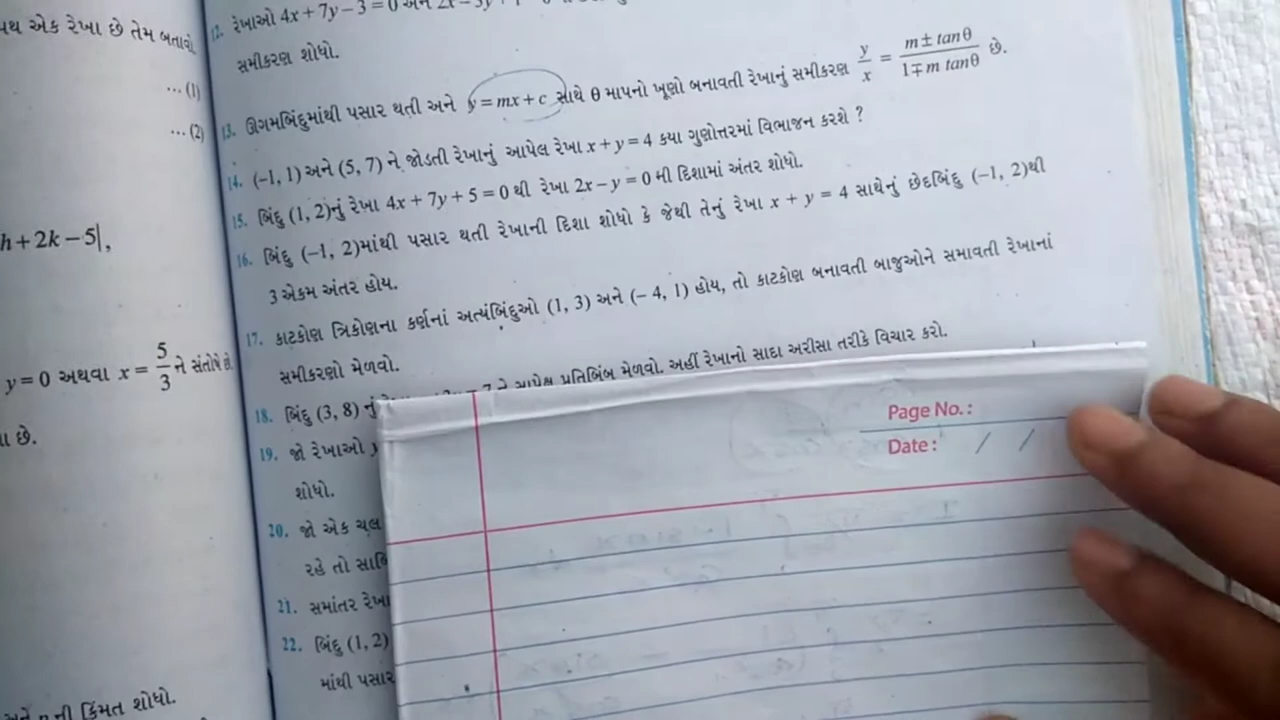 પથ એક રેખા છે તેમ બતાવો.
... (1)
... (2)
h + 2k − 5|,
y = 0 અથવા x = 5/3 ને સંતોષે છે
છે.
ની કિંમત શોધો.
12. રેખાઓ 4x + 7y − 3 = 0 અને
સમીકરણ શોધો.
13. ઊગમબિંદુમાંથી પસાર થતી અને y = mx + c સાથે θ માપનો ખૂણો બનાવતી રેખાનું સમીકરણ y/x = (m ± tanθ)/(1 ∓ m tanθ) છે.
14. (−1, 1) અને (5, 7) ને જોડતી રેખાનું આપેલ રેખા x + y = 4 કયા ગુણોત્તરમાં વિભાજન કરશે ?
15. બિંદુ (1, 2)નું રેખા 4x + 7y + 5 = 0 થી રેખા 2x − y = 0 ની દિશામાં અંતર શોધો.
16. બિંદુ (−1, 2)માંથી પસાર થતી રેખાની દિશા શોધો કે જેથી તેનું રેખા x + y = 4 સાથેનું છેદબિંદુ (−1, 2)થી
3 એકમ અંતર હોય.
17. કાટકોણ ત્રિકોણના કર્ણનાં અત્યબિંદુઓ (1, 3) અને (− 4, 1) હોય, તો કાટકોણ બનાવતી બાજુઓને સમાવતી રેખાનાં
સમીકરણો મેળવો.
18. બિંદુ (3, 8) નું 7 ને સાપેક્ષ પ્રતિબિંબ મેળવો. અહીં રેખાનો સાદા અરીસા તરીકે વિચાર કરો.
19. જો રેખાઓ y
શોધો.
20. જો એક ચલ
રહે તો
21. સમાંતર રેખા
22. બિંદુ (1, 2)
માંથી પસાર
Page No. :
Date : / /